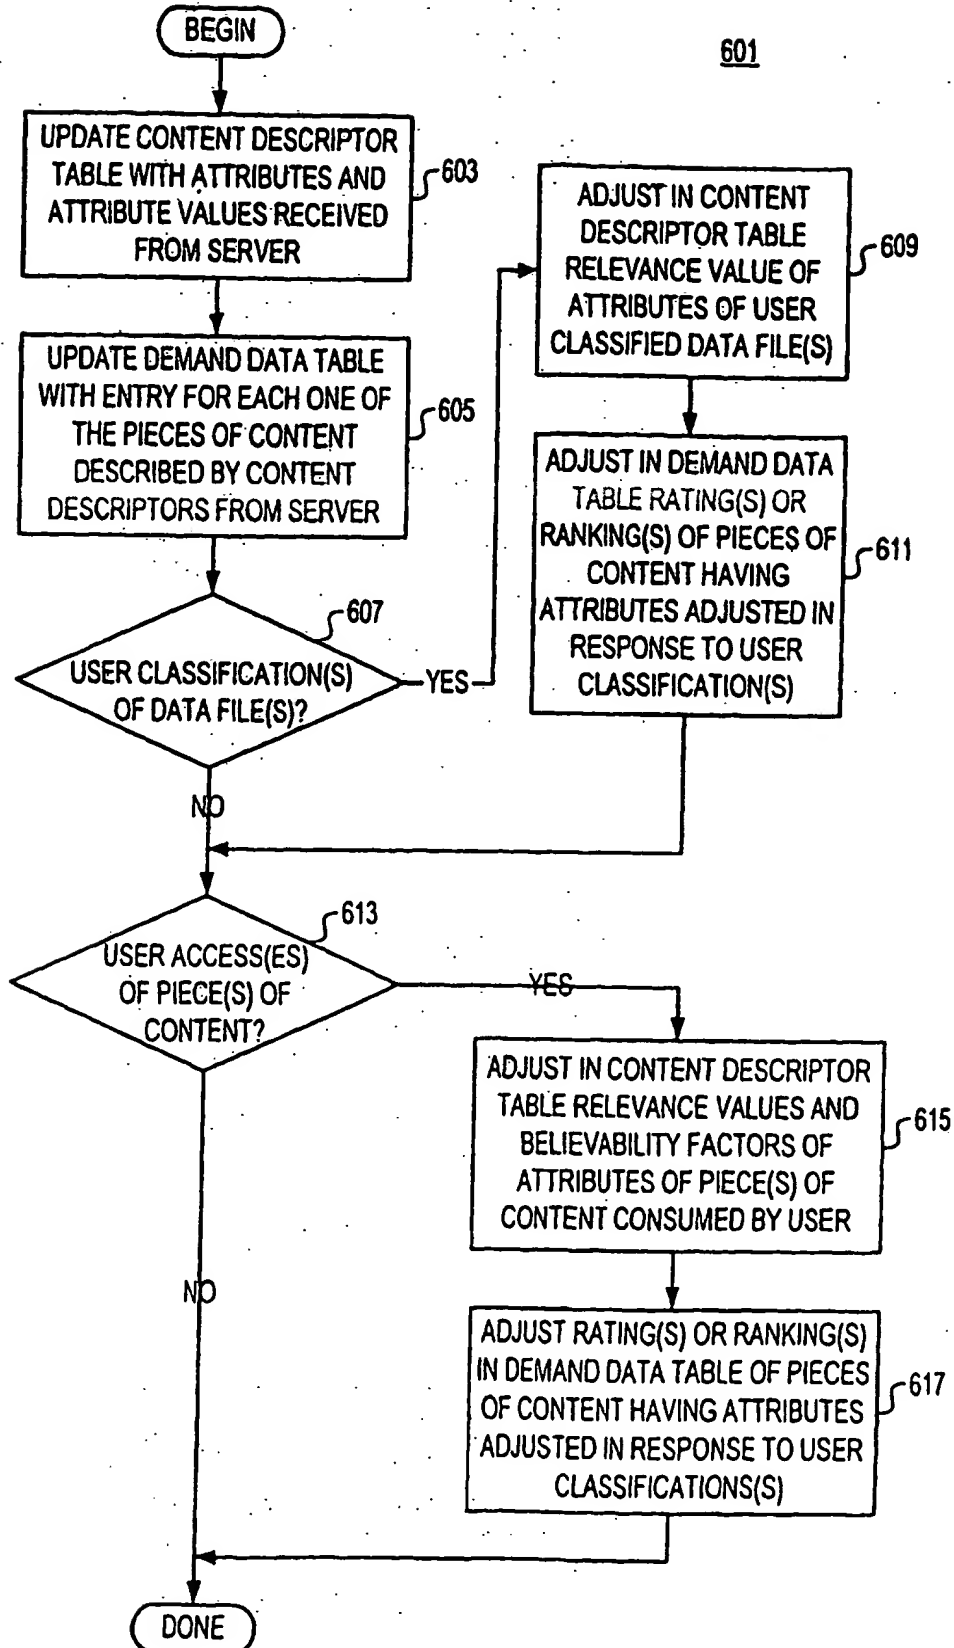 BEGIN
601
UPDATE CONTENT DESCRIPTOR
TABLE WITH ATTRIBUTES AND
ATTRIBUTE VALUES RECEIVED
FROM SERVER
603
UPDATE DEMAND DATA TABLE
WITH ENTRY FOR EACH ONE OF
THE PIECES OF CONTENT
DESCRIBED BY CONTENT
DESCRIPTORS FROM SERVER
605
607
USER CLASSIFICATION(S)
OF DATA FILE(S)?
YES
NO
ADJUST IN CONTENT
DESCRIPTOR TABLE
RELEVANCE VALUE OF
ATTRIBUTES OF USER
CLASSIFIED DATA FILE(S)
609
ADJUST IN DEMAND DATA
TABLE RATING(S) OR
RANKING(S) OF PIECES OF
CONTENT HAVING
ATTRIBUTES ADJUSTED IN
RESPONSE TO USER
CLASSIFICATION(S)
611
613
USER ACCESS(ES)
OF PIECE(S) OF
CONTENT?
YES
NO
ADJUST IN CONTENT DESCRIPTOR
TABLE RELEVANCE VALUES AND
BELIEVABILITY FACTORS OF
ATTRIBUTES OF PIECE(S) OF
CONTENT CONSUMED BY USER
615
ADJUST RATING(S) OR RANKING(S)
IN DEMAND DATA TABLE OF PIECES
OF CONTENT HAVING ATTRIBUTES
ADJUSTED IN RESPONSE TO USER
CLASSIFICATIONS(S)
617
DONE